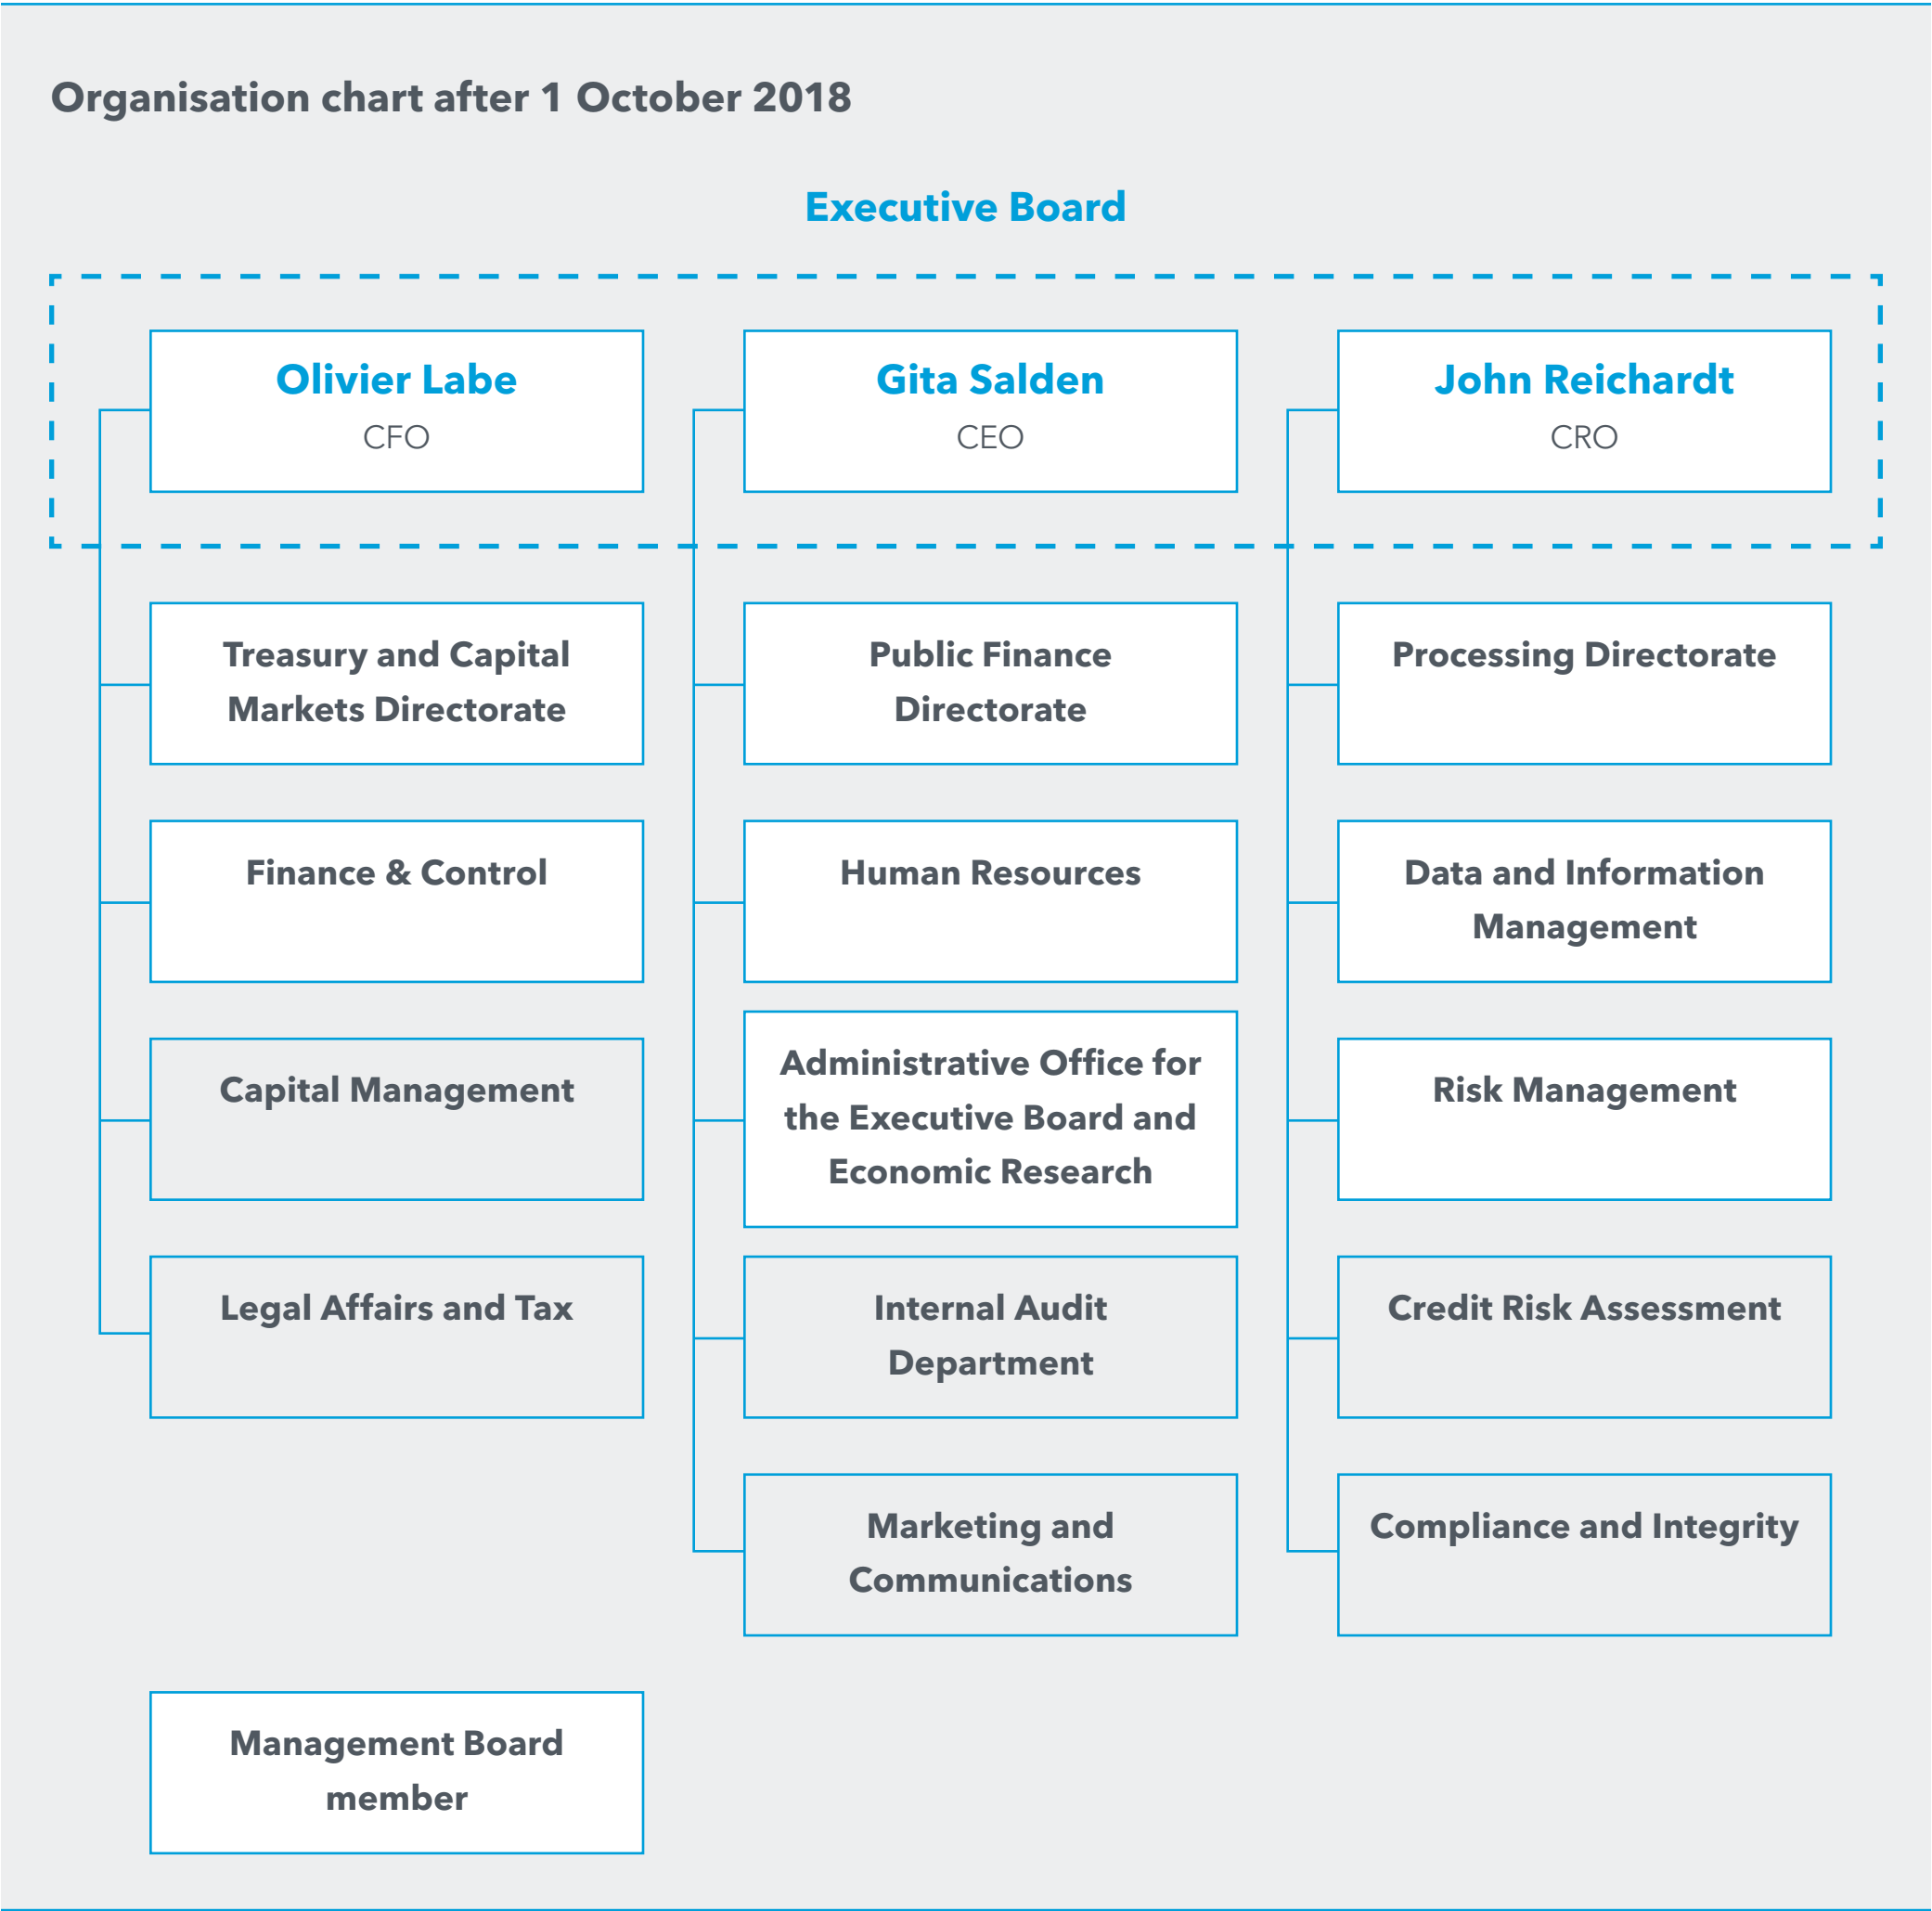 Organisation chart after 1 October 2018
Executive Board
Olivier Labe
CFO
Gita Salden
CEO
John Reichardt
CRO
Treasury and Capital
Markets Directorate
Public Finance
Directorate
Processing Directorate
Finance & Control
Human Resources
Data and Information
Management
Capital Management
Administrative Office for
the Executive Board and
Economic Research
Risk Management
Legal Affairs and Tax
Internal Audit
Department
Credit Risk Assessment
Marketing and
Communications
Compliance and Integrity
Management Board
member